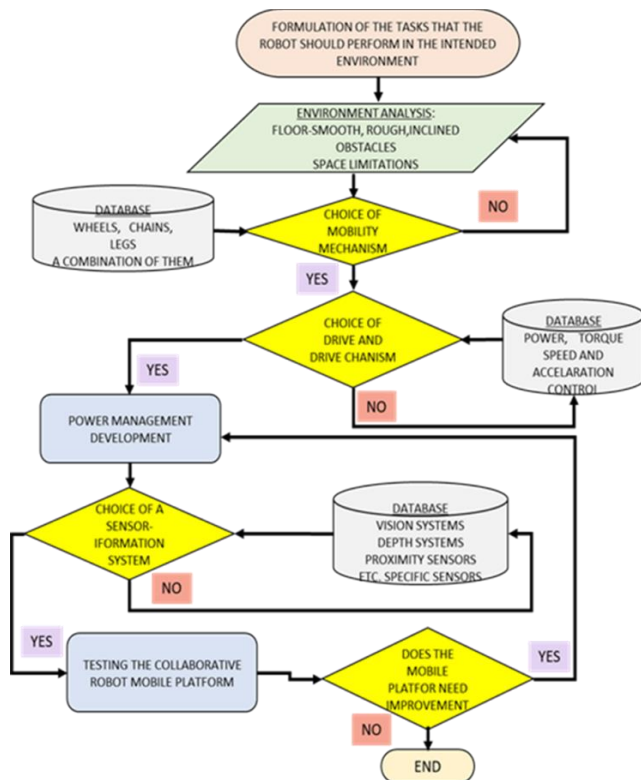 FORMULATION OF THE TASKS THAT THE
ROBOT SHOULD PERFORM IN THE INTENDED
ENVIRONMENT
ENVIRONMENT ANALYSIS:
FLOOR-SMOOTH, ROUGH,INCLINED
OBSTACLES
SPACE LIMITATIONS
DATABASE
WHEELS, CHAINS,
LEGS
A COMBINATION OF THEM
CHOICE OF
MOBILITY
MECHANISM
NO
YES
CHOICE OF
DRIVE AND
DRIVE CHANISM
DATABASE
POWER, TORQUE
SPEED AND
ACCELARATION
CONTROL
YES
NO
POWER MANAGEMENT
DEVELOPMENT
CHOICE OF A
SENSOR-
IFORMATION
SYSTEM
DATABASE
VISION SYSTEMS
DEPTH SYSTEMS
PROXIMITY SENSORS
ETC. SPECIFIC SENSORS
NO
YES
TESTING THE COLLABORATIVE
ROBOT MOBILE PLATFORM
DOES THE
MOBILE
PLATFOR NEED
IMPROVEMENT
YES
NO
END